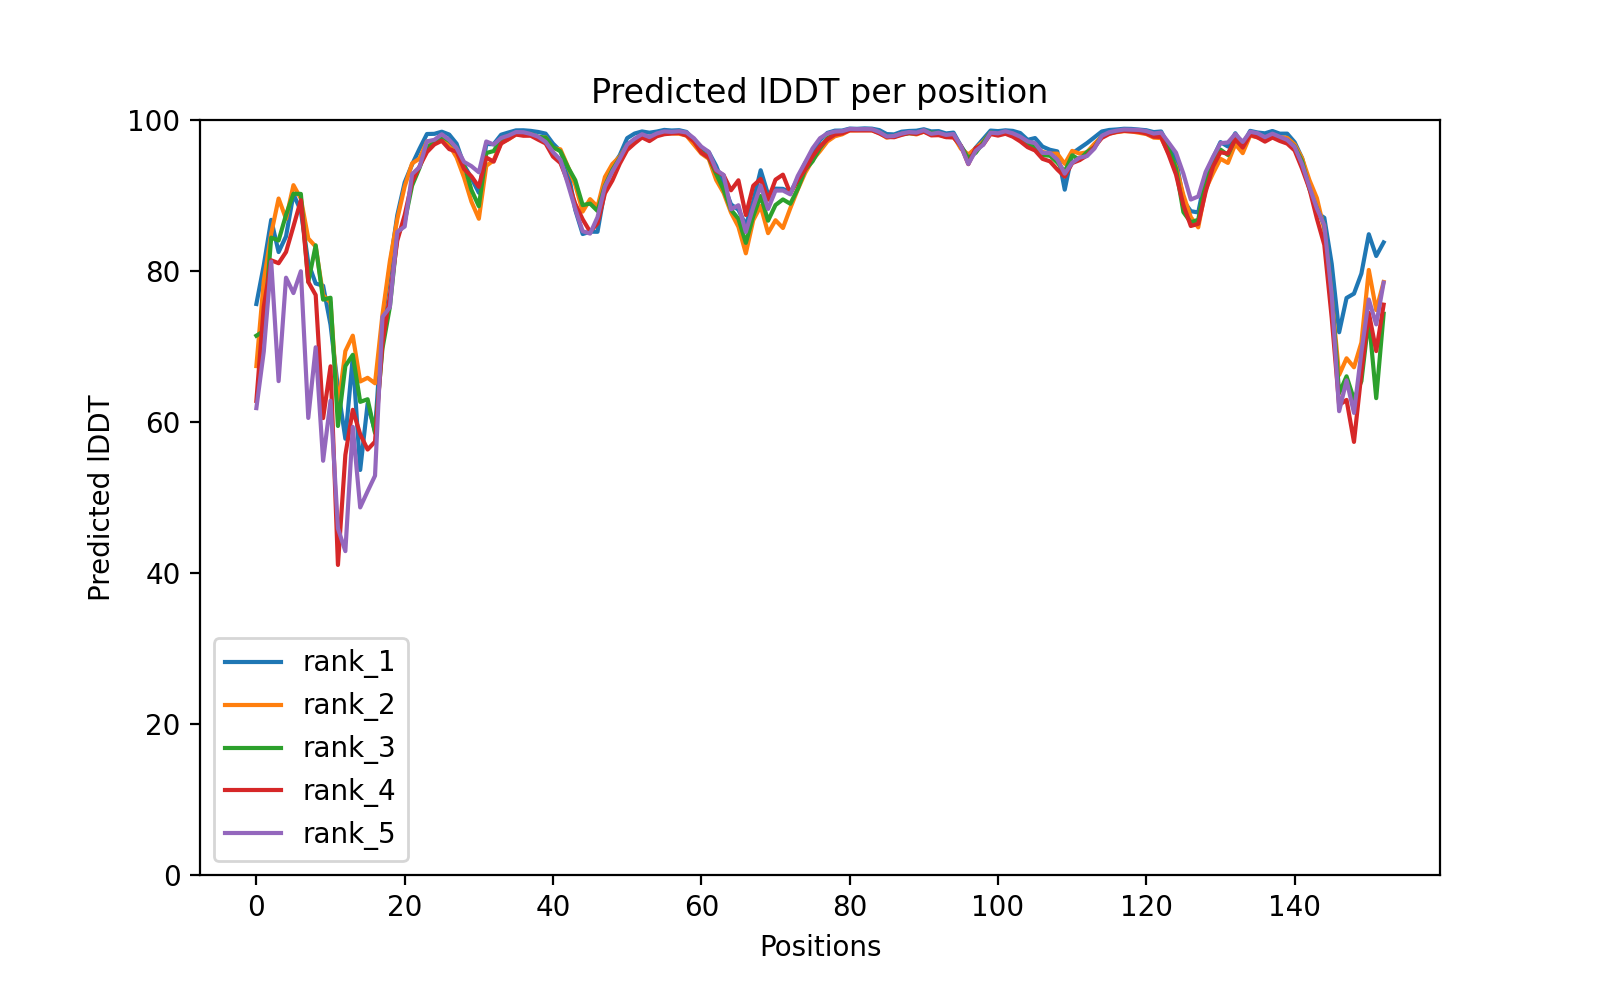 Predicted lDDT per position
100
80
60
40
20
0
Predicted lDDT
rank_1
rank_2
rank_3
rank_4
rank_5
0 20 40 60 80 100 120 140
Positions